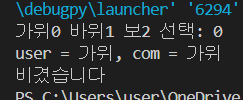 \debugpy\launcher' '6294
가위0 바위1 보2 선택: 0
user = 가위, com = 가위
비겼습니다
PS C:\Users\user\OneDrive